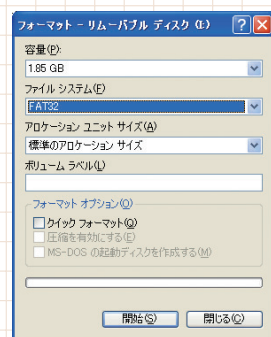 フォーマット - リムーバブル ディスク (I:)
容量(P):
1.85 GB
ファイル システム(F)
FAT32
アロケーション ユニット サイズ(A)
標準のアロケーション サイズ
ボリューム ラベル(L)
フォーマット オプション(O)
クイック フォーマット(Q)
圧縮を有効にする(E)
MS-DOS の起動ディスクを作成する(M)
開始(S)
閉じる(C)